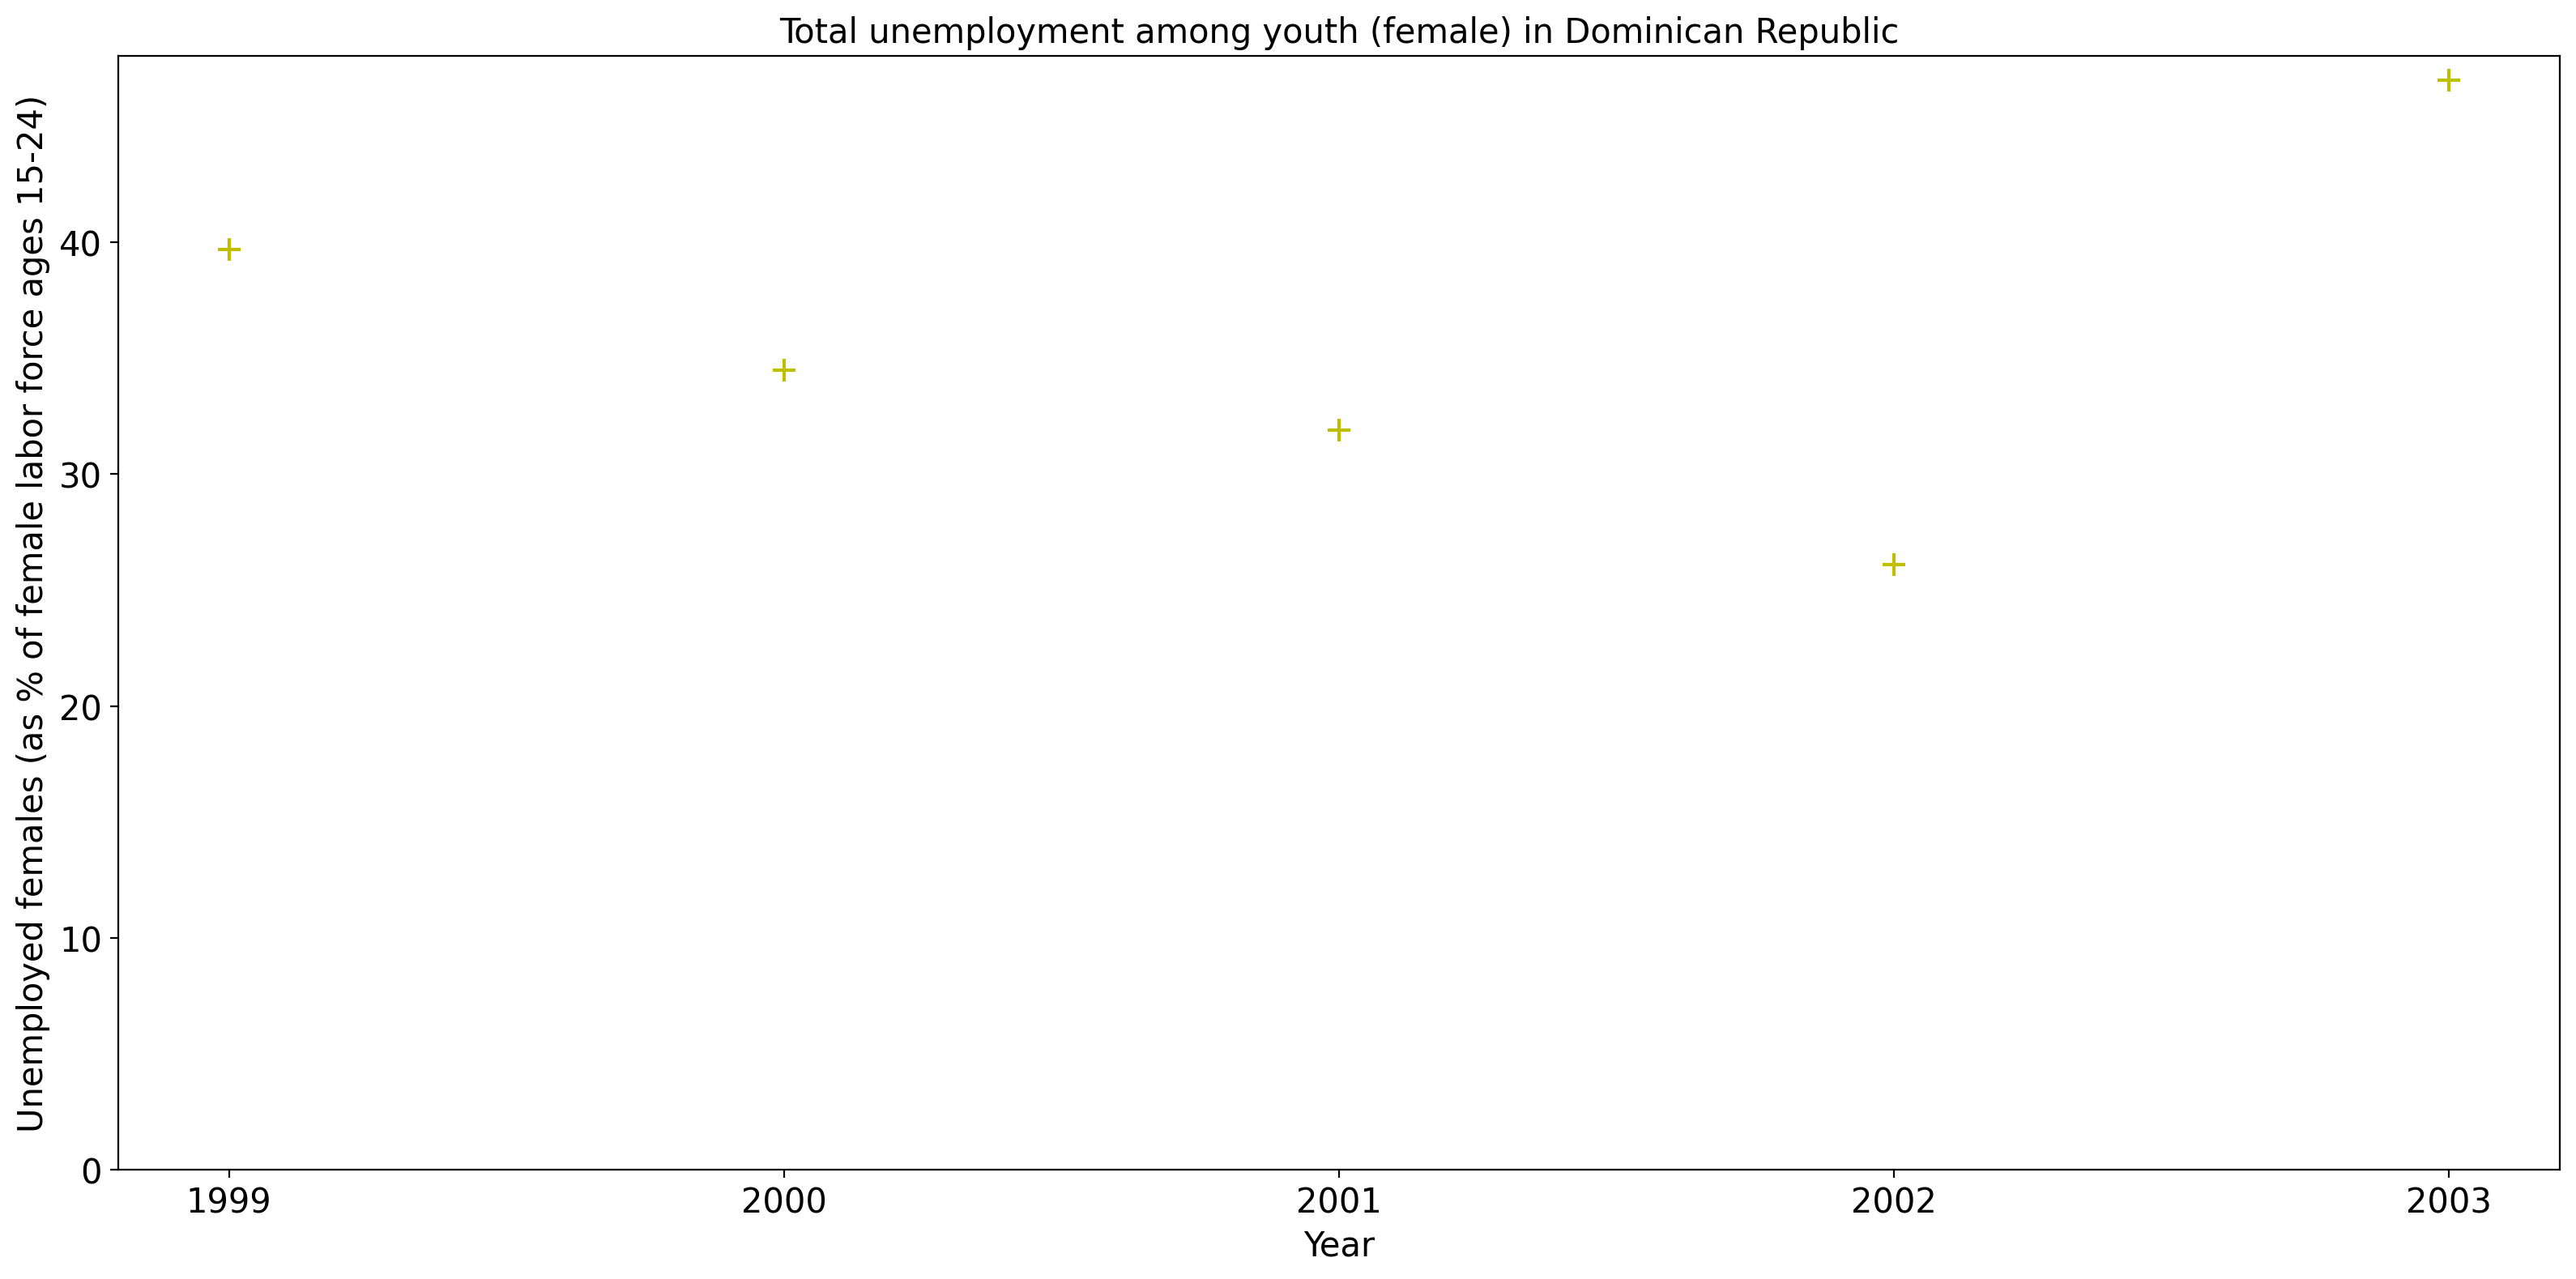 Total unemployment among youth (female) in Dominican Republic
Unemployed females (as % of female labor force ages 15-24)
40
30
20
10
0
1999 2000 2001 2002 2003
Year